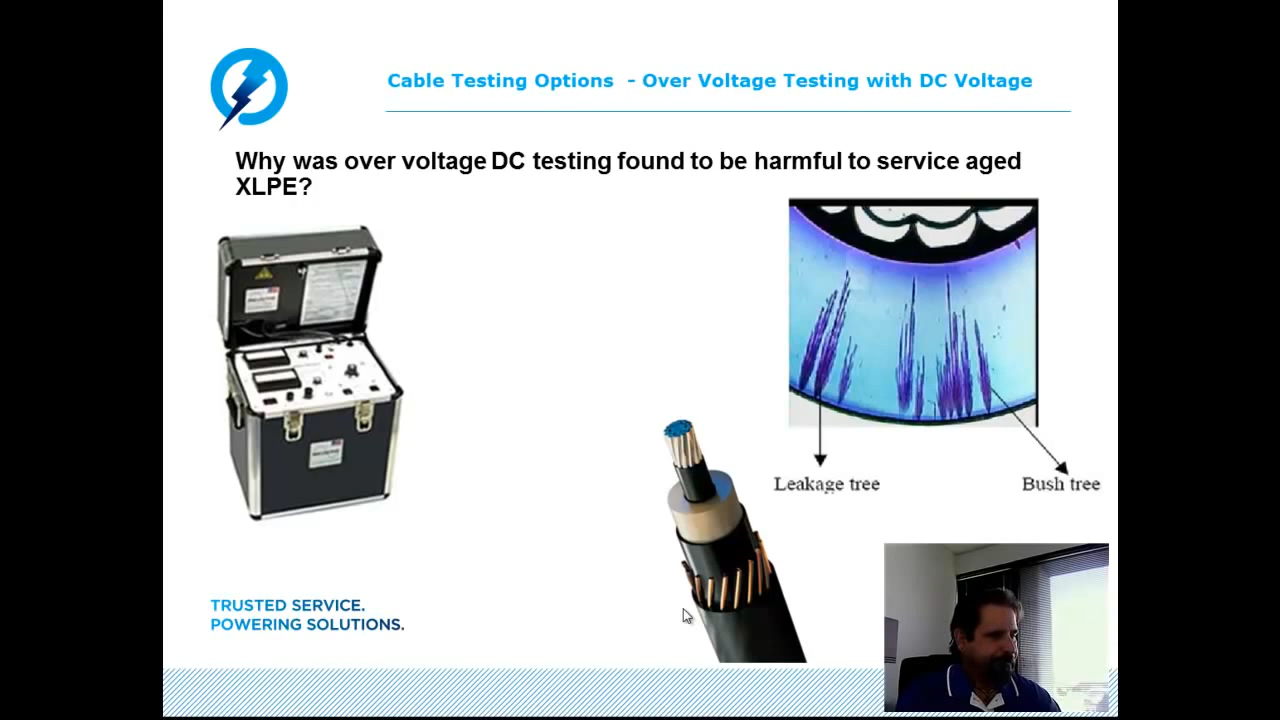 Cable Testing Options - Over Voltage Testing with DC Voltage
Why was over voltage DC testing found to be harmful to service aged
XLPE?
Leakage tree
Bush tree
TRUSTED SERVICE.
POWERING SOLUTIONS.